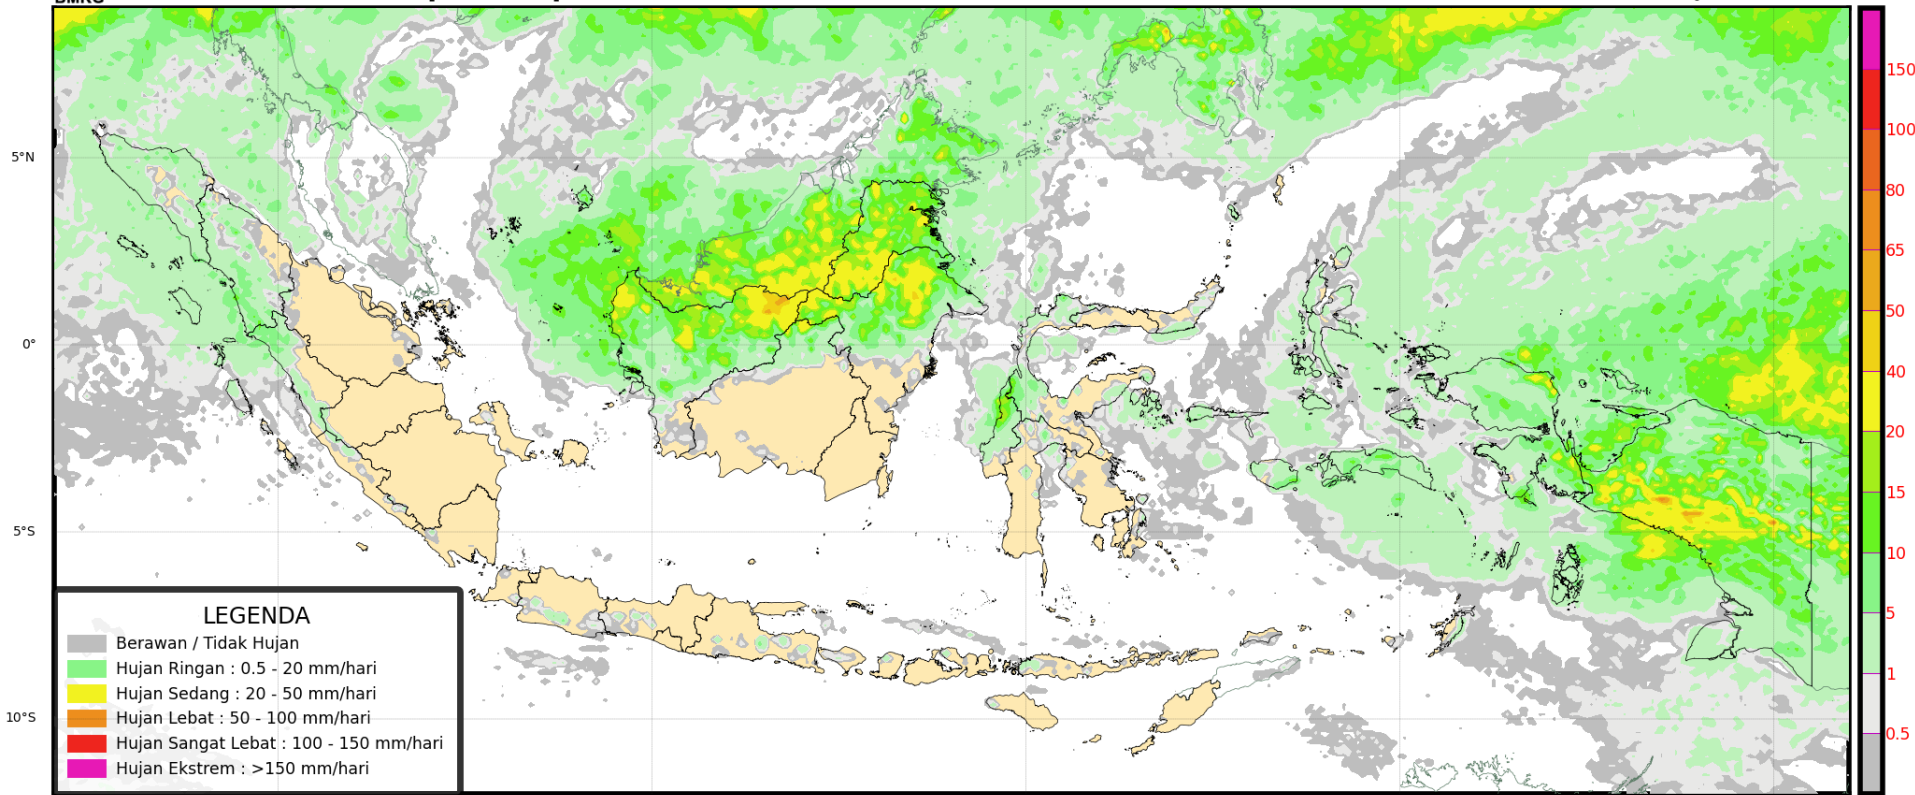 BMKG
5°N
0°
5°S
10°S
LEGENDA
Berawan / Tidak Hujan
Hujan Ringan : 0.5 - 20 mm/hari
Hujan Sedang : 20 - 50 mm/hari
Hujan Lebat : 50 - 100 mm/hari
Hujan Sangat Lebat : 100 - 150 mm/hari
Hujan Ekstrem : >150 mm/hari
150
100
80
65
50
40
20
15
10
5
1
0.5